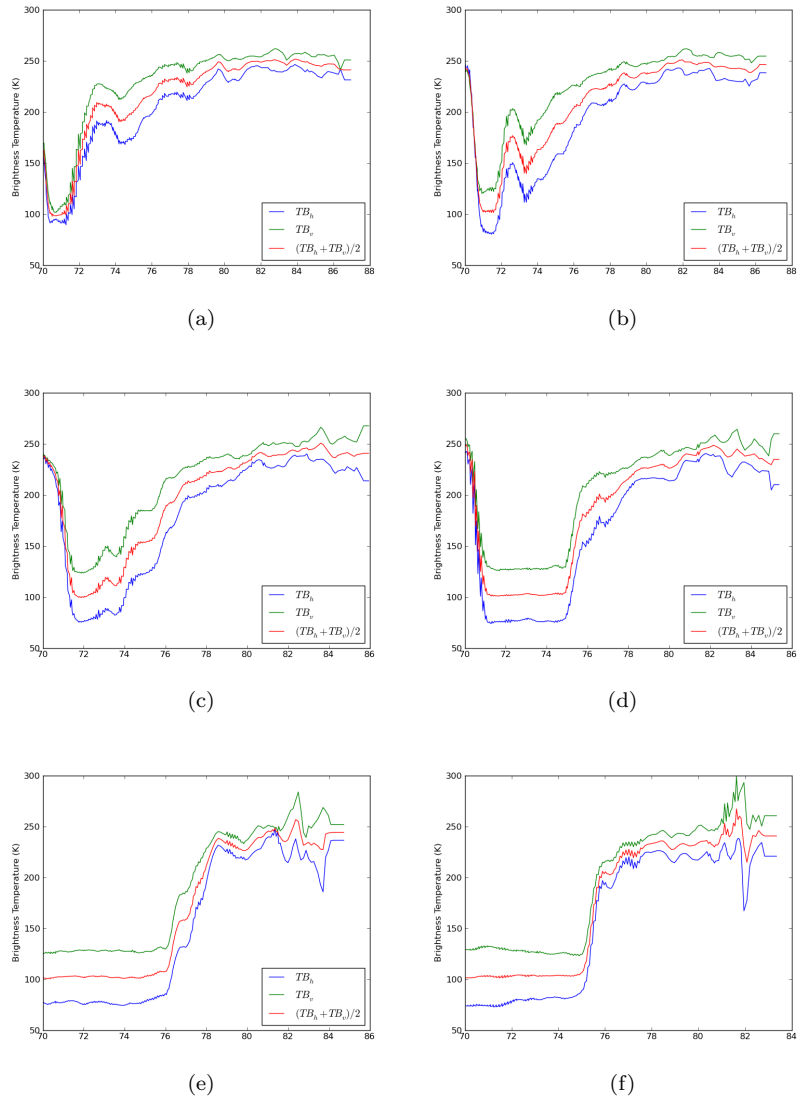 300
250
200
150
100
50
Brightness Temperature (K)
70 72 74 76 78 80 82 84 86 88
$TB_h$
$TB_v$
$(TB_h+TB_v)/2$
(a)
300
250
200
150
100
50
Brightness Temperature (K)
70 72 74 76 78 80 82 84 86 88
$TB_h$
$TB_v$
$(TB_h+TB_v)/2$
(b)
300
250
200
150
100
50
Brightness Temperature (K)
70 72 74 76 78 80 82 84 86
$TB_h$
$TB_v$
$(TB_h+TB_v)/2$
(c)
300
250
200
150
100
50
Brightness Temperature (K)
70 72 74 76 78 80 82 84 86
$TB_h$
$TB_v$
$(TB_h+TB_v)/2$
(d)
300
250
200
150
100
50
Brightness Temperature (K)
70 72 74 76 78 80 82 84 86
$TB_h$
$TB_v$
$(TB_h+TB_v)/2$
(e)
300
250
200
150
100
50
Brightness Temperature (K)
70 72 74 76 78 80 82 84
(f)